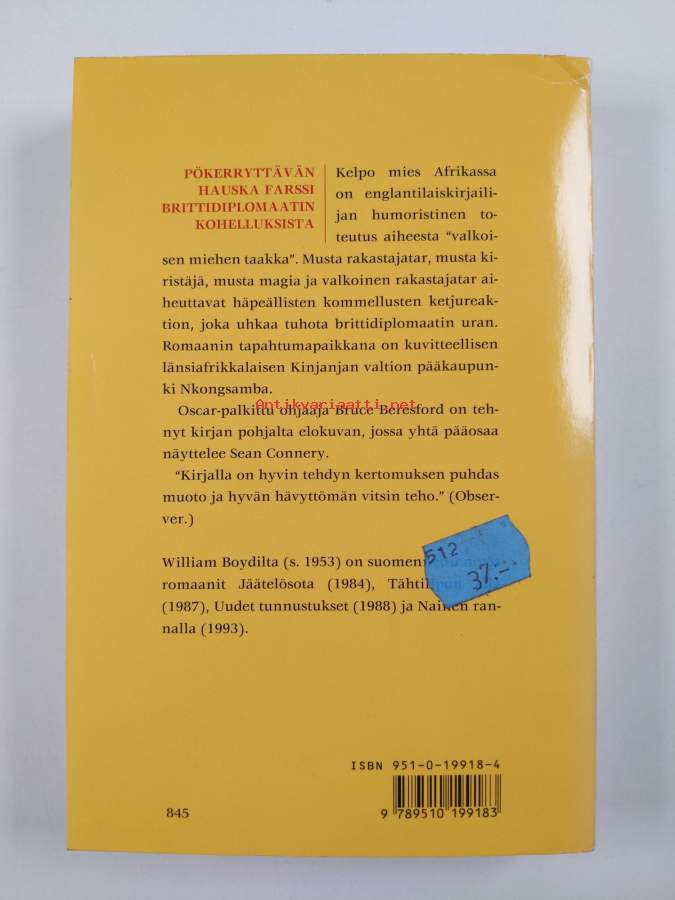 PÖKERRYTTÄVÄN
HAUSKA FARSSI
BRITTIDIPLOMAATIN
KOHELLUKSISTA
Kelpo mies Afrikassa
on englantilaiskirjaili-
jan humoristinen to-
teutus aiheesta "valkoi-
sen miehen taakka". Musta rakastajatar, musta ki-
ristäjä, musta magia ja valkoinen rakastajatar ai-
heuttavat häpeällisten kommellusten ketjureak-
tion, joka uhkaa tuhota brittidiplomaatin uran.
Romaanin tapahtumapaikkana on kuvitteellisen
länsiafrikkalaisen Kinjanjan valtion pääkaupun-
ki Nkongsamba.
Antikvariaatti.net
Oscar-palkittu ohjaaja Bruce Beresford on teh-
nyt kirjan pohjalta elokuvan, jossa yhtä pääosaa
näyttelee Sean Connery.
"Kirjalla on hyvin tehdyn kertomuksen puhdas
muoto ja hyvän hävyttömän vitsin teho." (Obser-
ver.)
512
37.-
William Boydilta (s. 1953) on
romaanit Jäätelösota (1984),
(1987), Uudet tunnustukset (1988) ja Naisen ran-
nalla (1993).
ISBN 951-0-19918-4
9 789510 199183
845